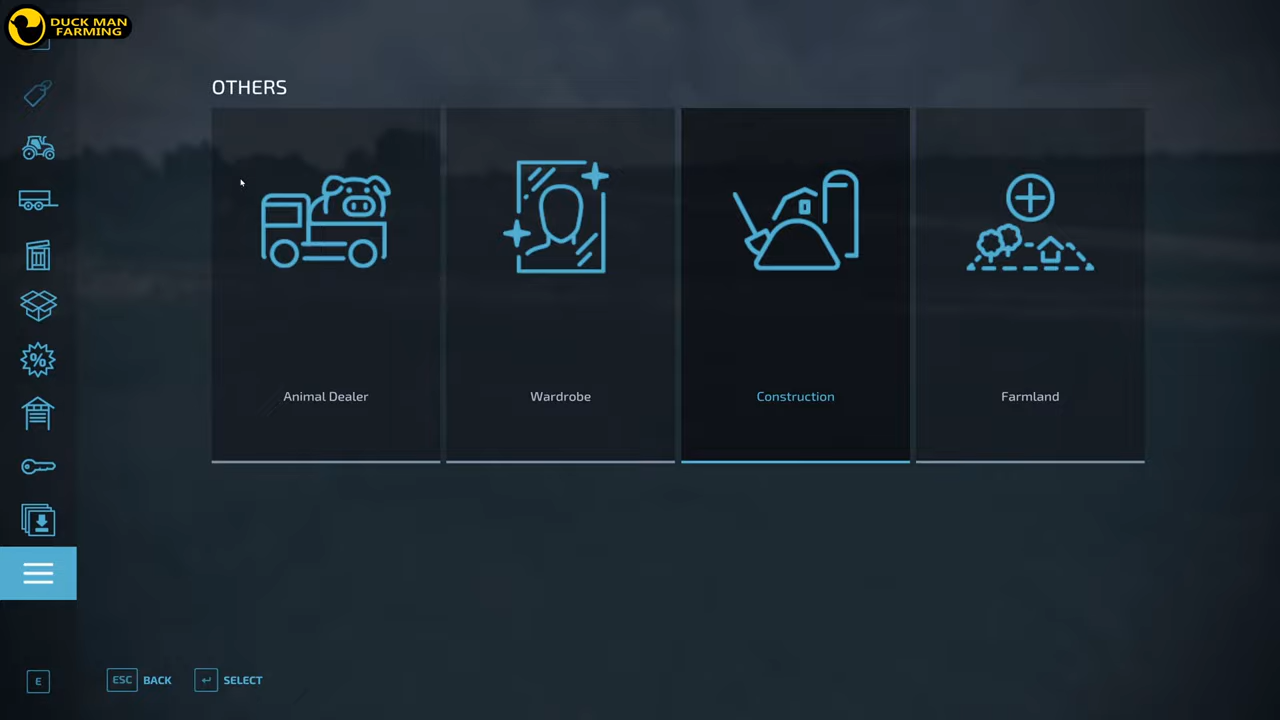 DUCK MAN
FARMING
OTHERS
Animal Dealer
Wardrobe
Construction
Farmland
%
E
ESC BACK
SELECT